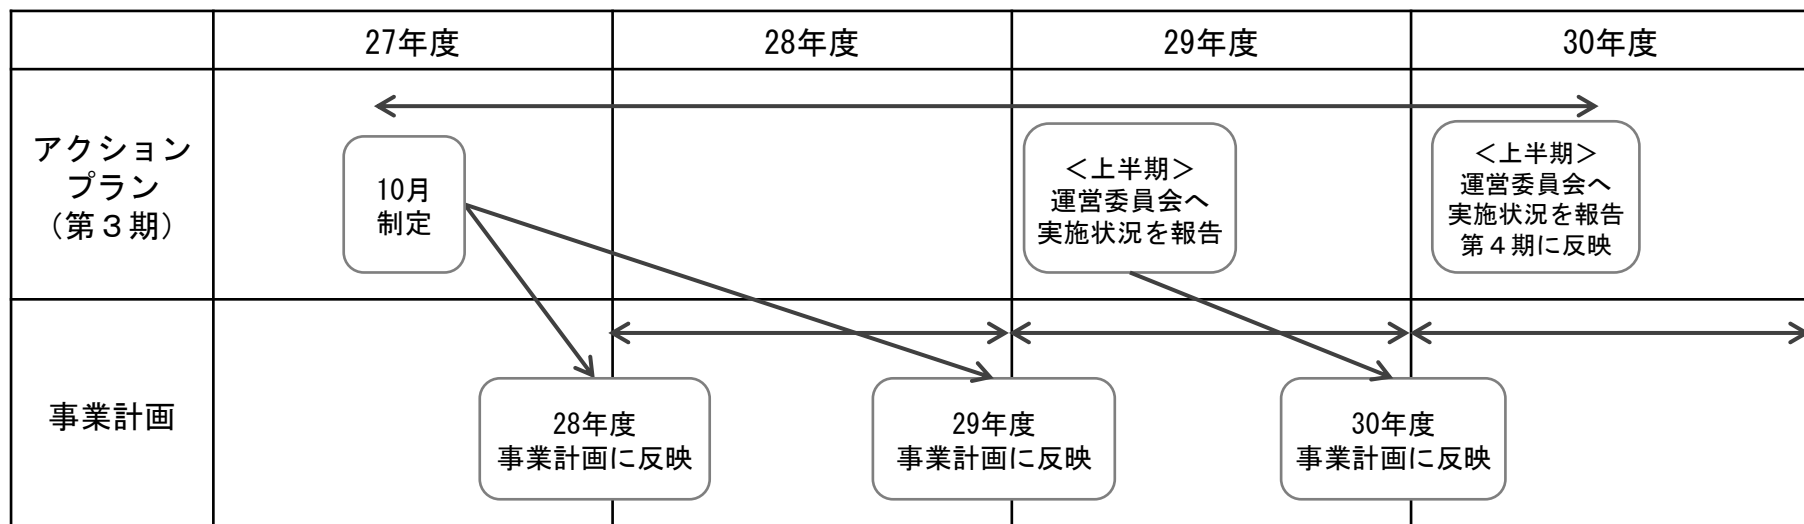 27年度
28年度
29年度
30年度
アクション
プラン
（第３期）
10月
制定
＜上半期＞
運営委員会へ
実施状況を報告
＜上半期＞
運営委員会へ
実施状況を報告
第４期に反映
事業計画
28年度
事業計画に反映
29年度
事業計画に反映
30年度
事業計画に反映